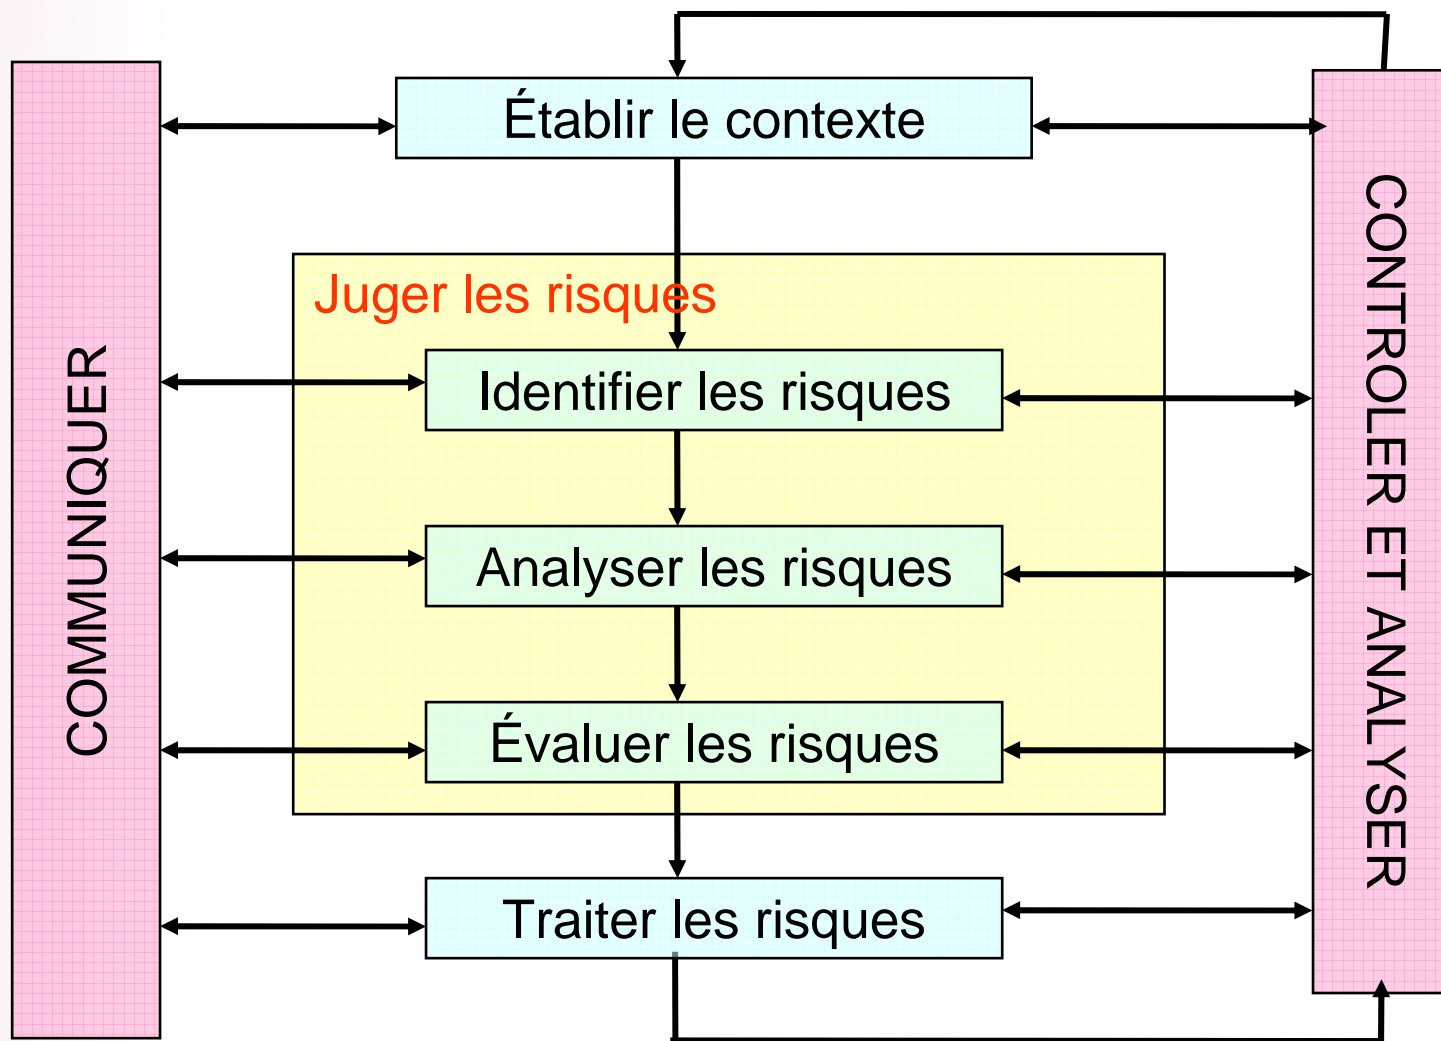 Établir le contexte
COMMUNIQUER
Juger les risques
Identifier les risques
Analyser les risques
Évaluer les risques
Traiter les risques
CONTROLER ET ANALYSER